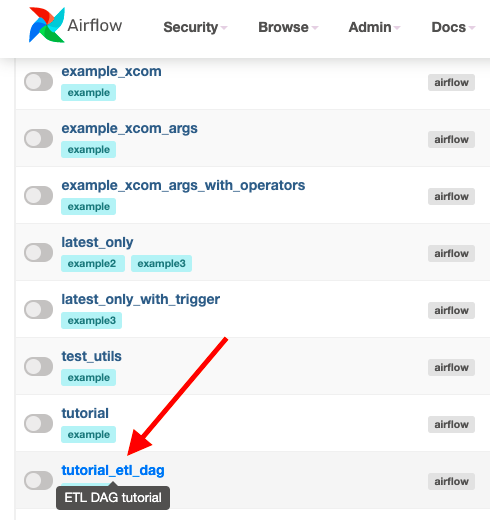 Airflow Security Browse Admin Docs
example_xcom airflow
example
example_xcom_args airflow
example
example_xcom_args_with_operators airflow
example
latest_only airflow
example2 example3
latest_only_with_trigger airflow
example3
test_utils airflow
example
tutorial airflow
example
tutorial_etl_dag airflow
ETL DAG tutorial